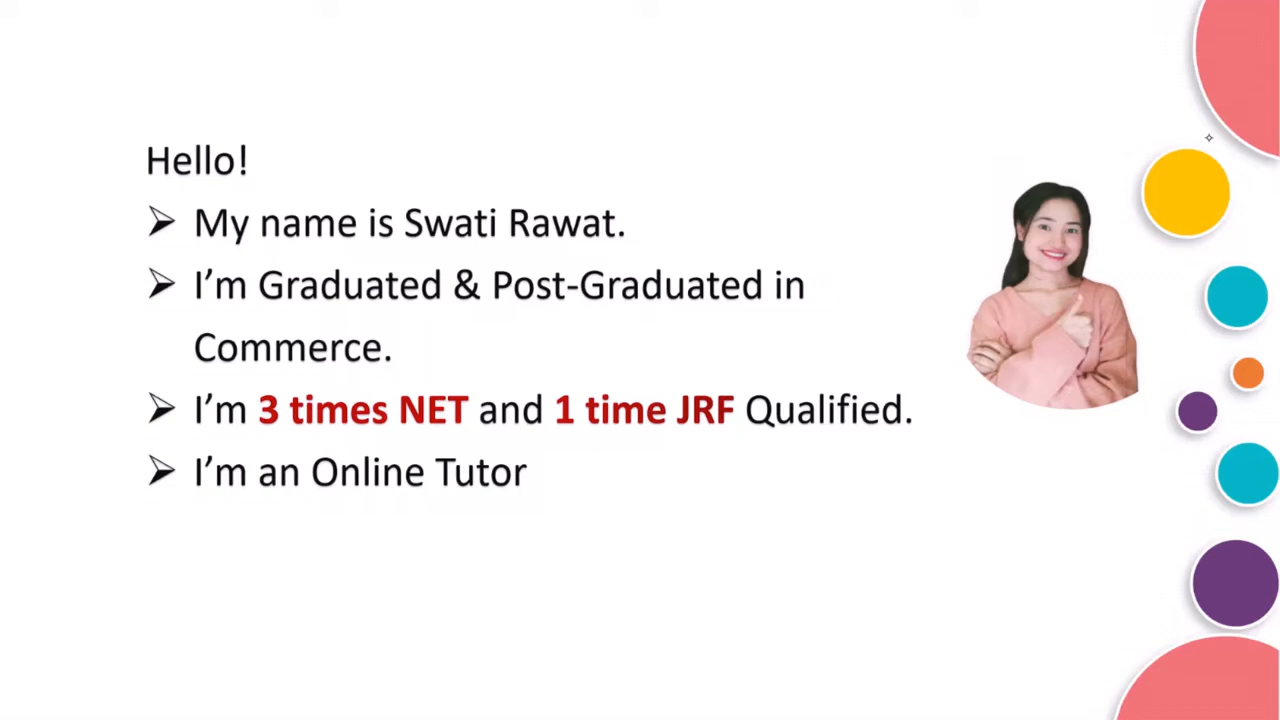 Hello!
➢ My name is Swati Rawat.
➢ I’m Graduated & Post-Graduated in
Commerce.
➢ I’m 3 times NET and 1 time JRF Qualified.
➢ I’m an Online Tutor